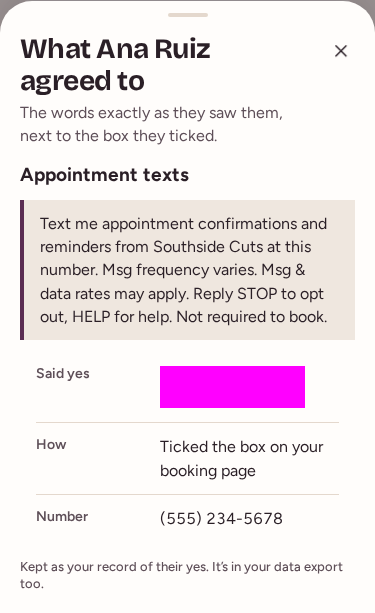 What Ana Ruiz
agreed to
The words exactly as they saw them,
next to the box they ticked.
Appointment texts
Text me appointment confirmations and
reminders from Southside Cuts at this
number. Msg frequency varies. Msg &
data rates may apply. Reply STOP to opt
out, HELP for help. Not required to book.
Said yes
How
Ticked the box on your
booking page
Number
(555) 234-5678
Kept as your record of their yes. It’s in your data export
too.